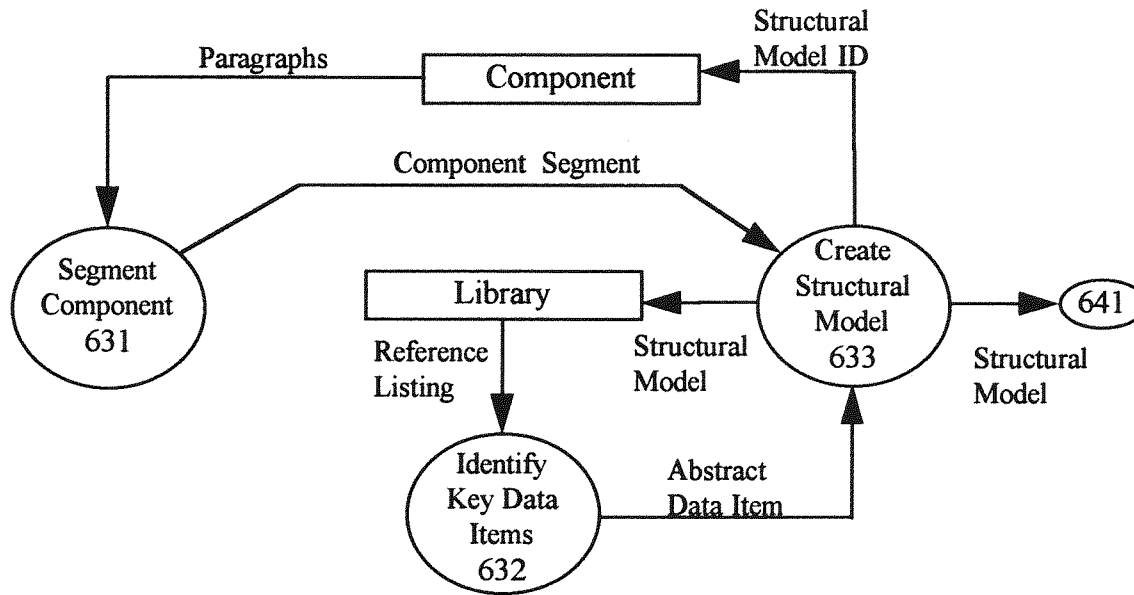 Structural
Model ID
Paragraphs
Component
Component Segment
Segment
Component
631
Create
Structural
Model
633
Library
641
Reference
Listing
Structural
Model
Structural
Model
Identify
Key Data
Items
632
Abstract
Data Item